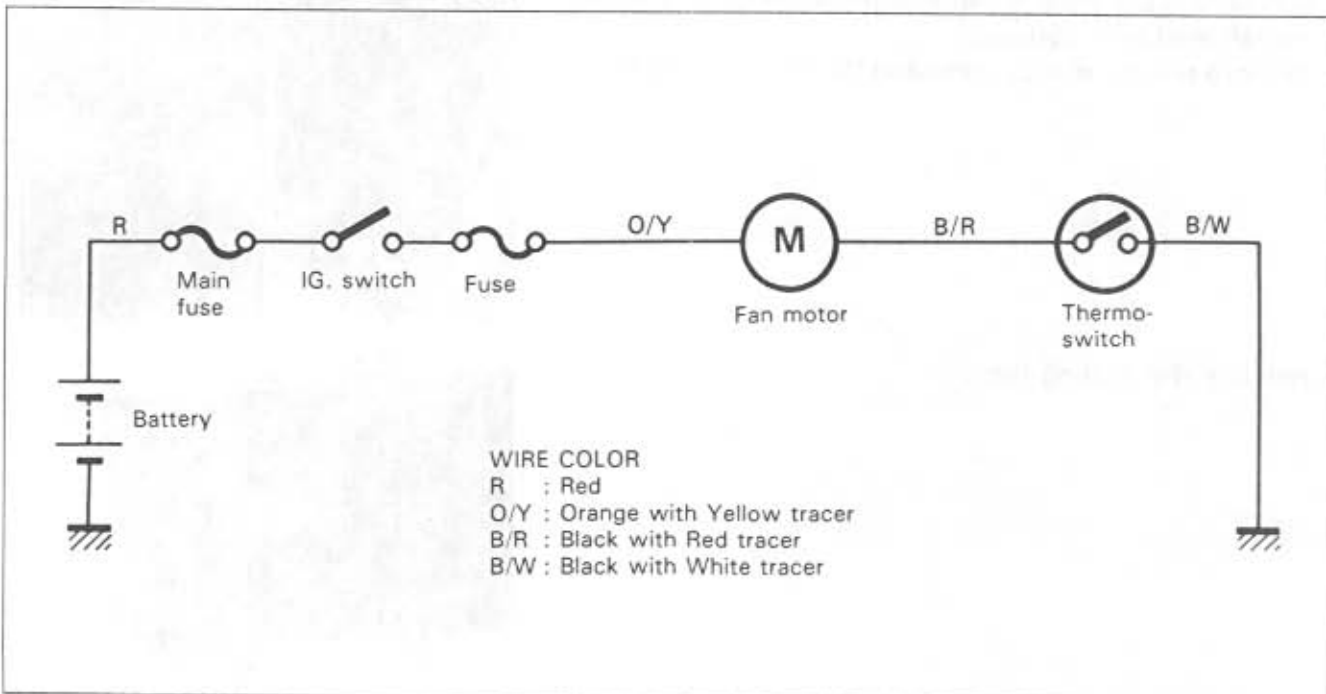 R
O/Y
M
B/R
B/W
Main
fuse
IG. switch
Fuse
Fan motor
Thermo-
switch
Battery
WIRE COLOR
R : Red
O/Y : Orange with Yellow tracer
B/R : Black with Red tracer
B/W : Black with White tracer